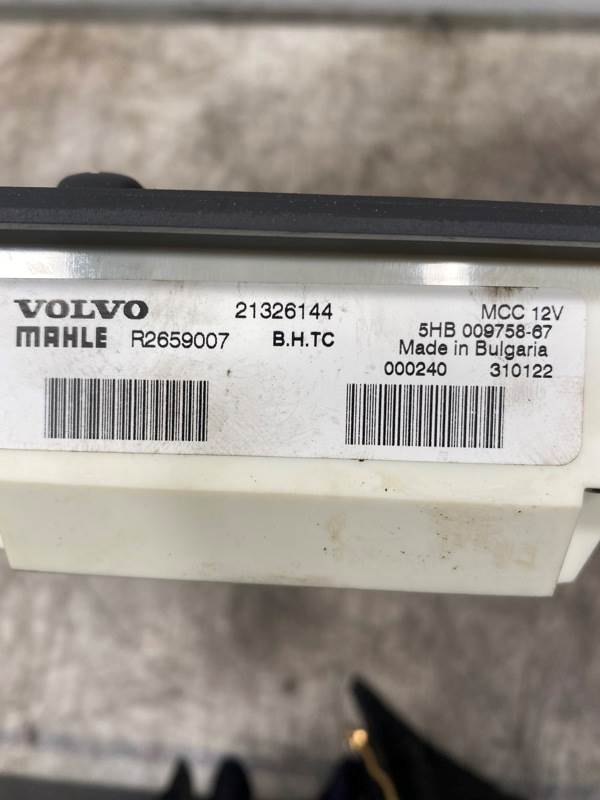 VOLVO 21326144 MCC 12V
MAHLE R2659007 B.H.TC 5HB 009758-67
Made in Bulgaria
000240 310122